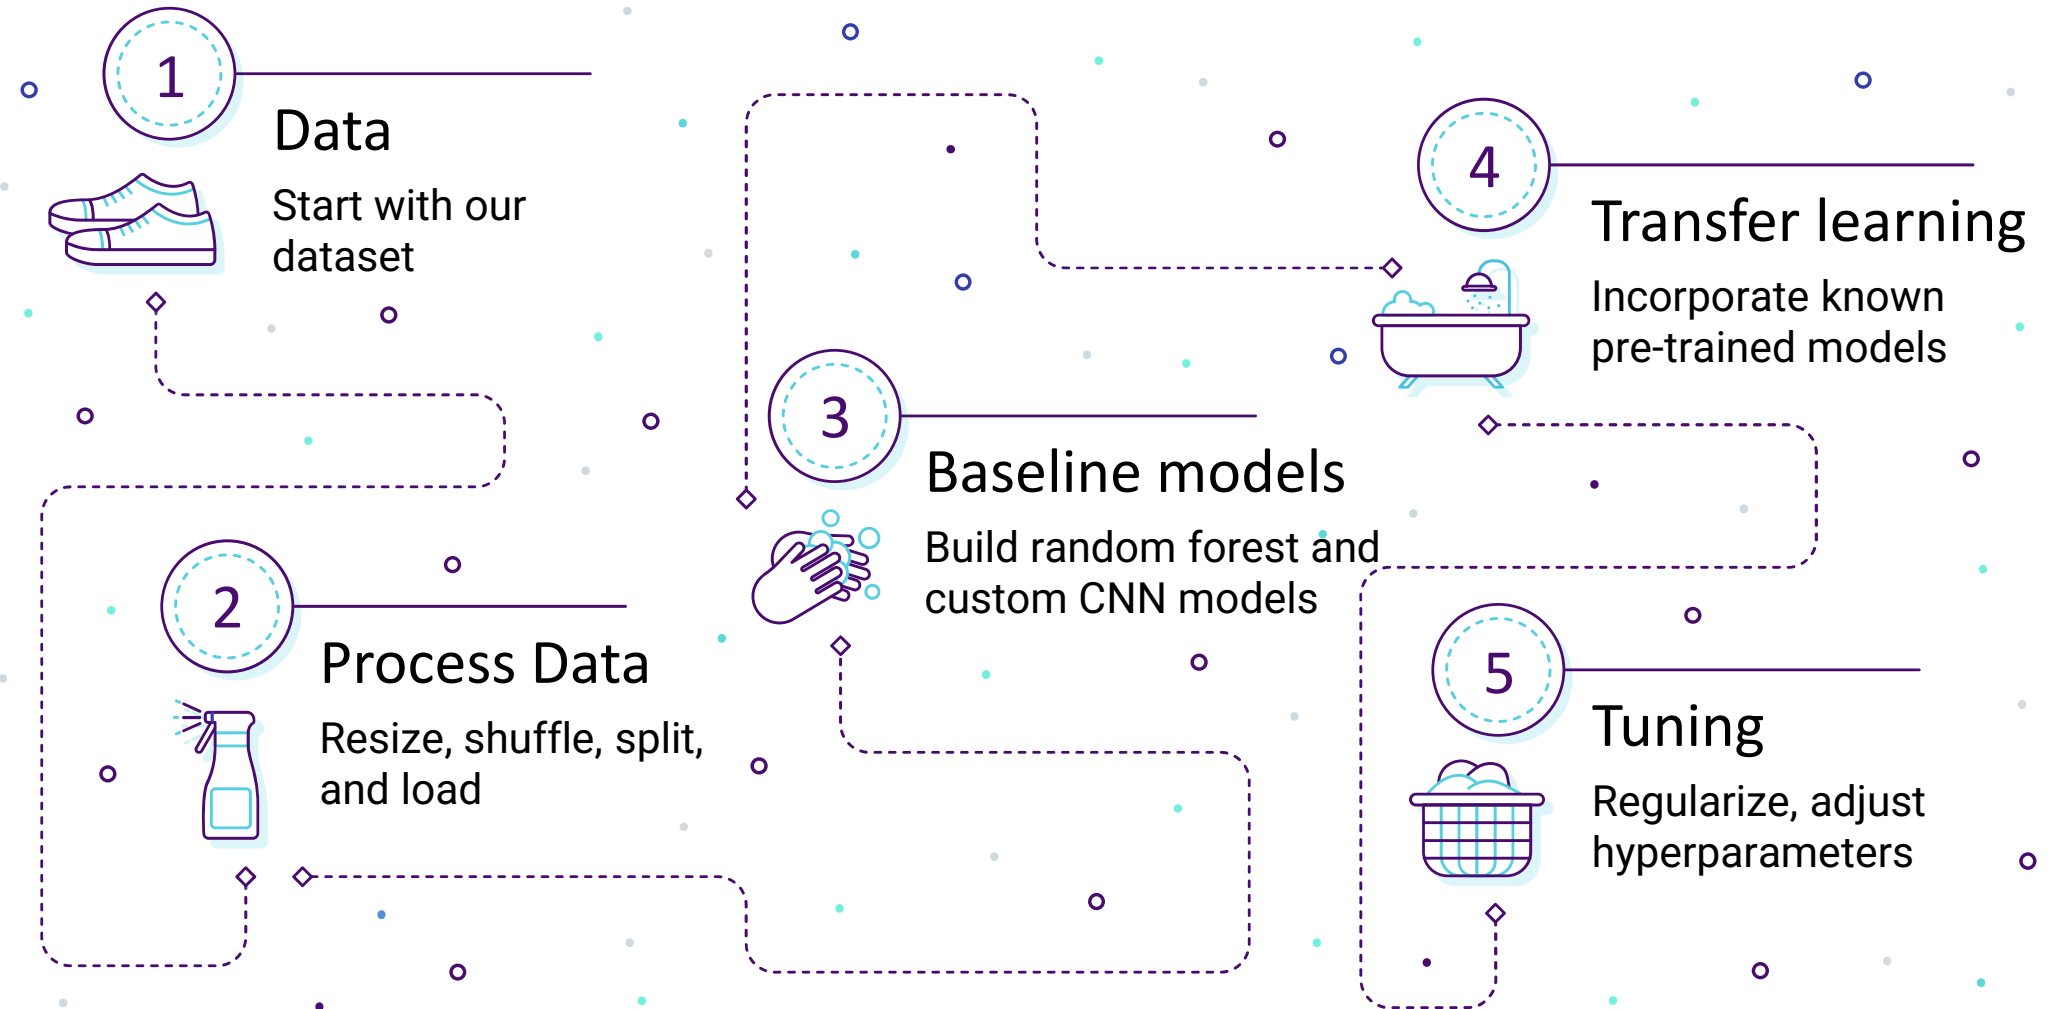 1
Data
Start with our
dataset
2
Process Data
Resize, shuffle, split,
and load
3
Baseline models
Build random forest and
custom CNN models
4
Transfer learning
Incorporate known
pre-trained models
5
Tuning
Regularize, adjust
hyperparameters